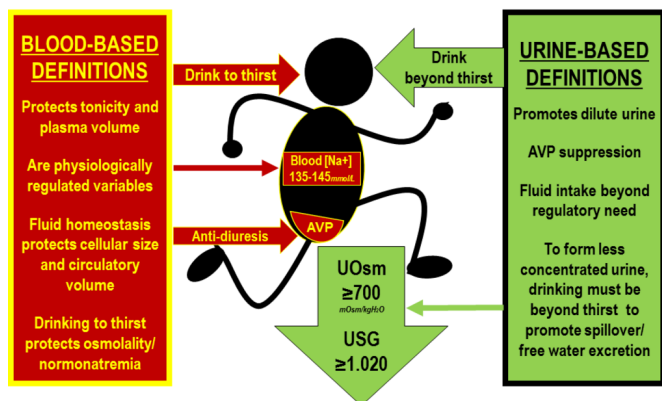 BLOOD-BASED
DEFINITIONS
Protects tonicity and
plasma volume
Are physiologically
regulated variables
Fluid homeostasis
protects cellular size
and circulatory
volume
Drinking to thirst
protects osmolality/
normonatremia
Drink to thirst
Anti-diuresis
Blood [Na+]
135-145mmol/L
AVP
UOsm
≥700
mOsm/kgH₂O
USG
≥1.020
Drink
beyond thirst
URINE-BASED
DEFINITIONS
Promotes dilute urine
AVP suppression
Fluid intake beyond
regulatory need
To form less
concentrated urine,
drinking must be
beyond thirst to
promote spillover/
free water excretion